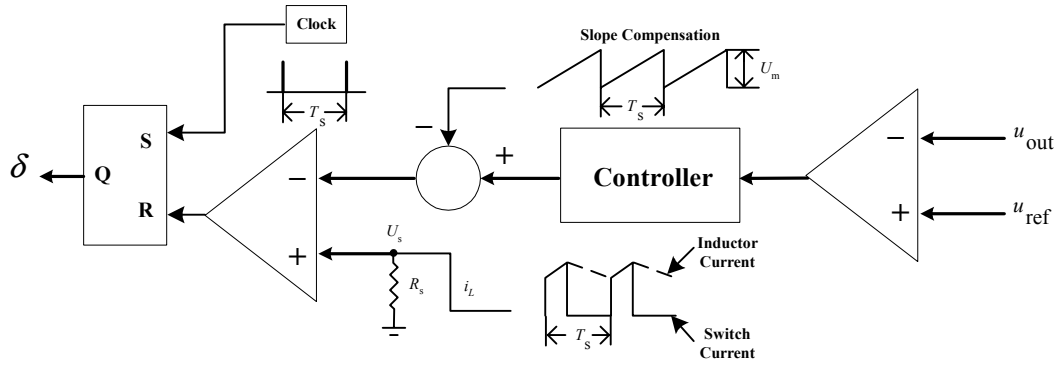 Clock
Slope Compensation
U_m
T_s
T_s
S
Q
R
δ
−
+
−
+
Controller
−
+
u_out
u_ref
U_s
R_s
i_L
T_s
Inductor
Current
Switch
Current